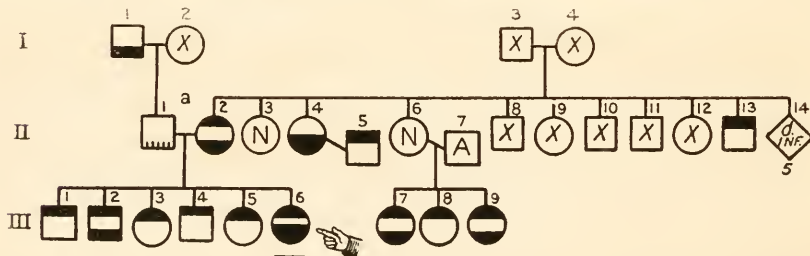 1 2 3 4
I X X X
1 a 2 3 4 5 6 7 8 9 10 11 12 13 14
II N N A X X X X X d. INF.
5
1 2 3 4 5 6 7 8 9
III